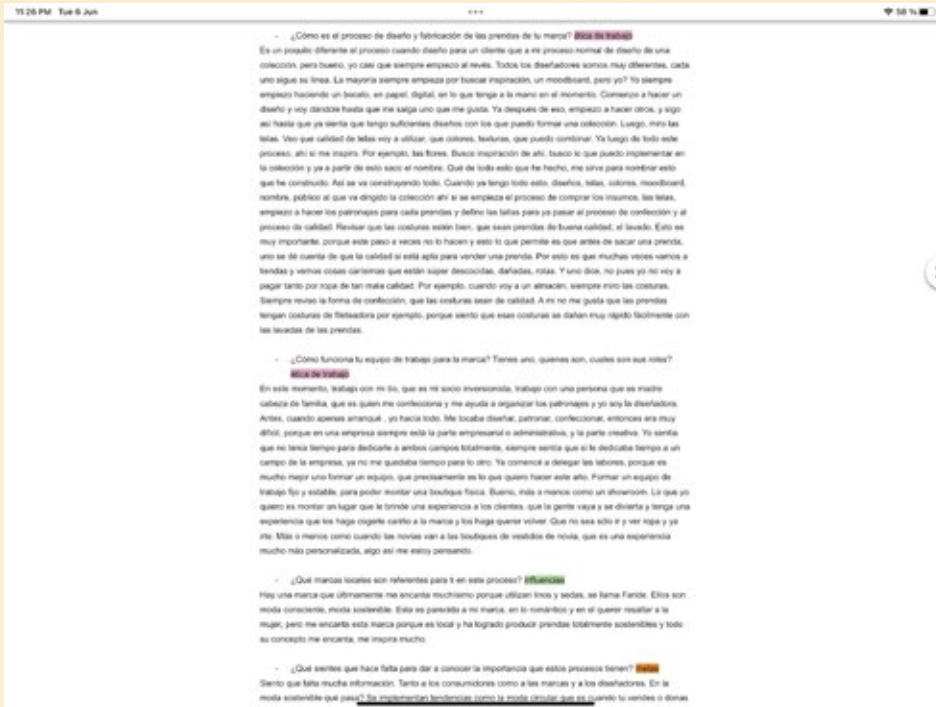 11:26 PM Tue 6 Jun
58 %
- ¿Cómo es el proceso de diseño y fabricación de las prendas de tu marca? ética de trabajo
Es un poquito diferente el proceso cuando diseño para un cliente que a mi proceso normal de diseño de una
colección, pero bueno, yo casi que siempre empiezo al revés. Todos los diseñadores somos muy diferentes, cada
uno sigue su línea. La mayoría siempre empieza por buscar inspiración, un moodboard, pero yo? Yo siempre
empiezo haciendo un boceto, en papel, digital, en lo que tenga a la mano en el momento. Comienzo a hacer un
diseño y voy dándole hasta que me salga uno que me gusta. Ya después de eso, empiezo a hacer otros, y sigo
así hasta que ya sienta que tengo suficientes diseños con los que puedo formar una colección. Luego, miro las
telas. Veo que calidad de telas voy a utilizar, que colores, texturas, que puedo combinar. Ya luego de todo este
proceso, ahí si me inspiro. Por ejemplo, las flores. Busco inspiración de ahí, busco lo que puedo implementar en
la colección y ya a partir de esto saco el nombre. Qué de todo esto que he hecho, me sirve para nombrar esto
que he construido. Así se va construyendo todo. Cuando ya tengo todo esto, diseños, telas, colores, moodboard,
nombre, público al que va dirigido la colección ahí si se empieza el proceso de comprar los insumos, las telas,
empiezo a hacer los patronajes para cada prendas y defino las tallas para ya pasar al proceso de confección y al
proceso de calidad. Revisar que las costuras estén bien, que sean prendas de buena calidad, el lavado. Esto es
muy importante, porque este paso a veces no lo hacen y esto lo que permite es que antes de sacar una prenda,
uno se dé cuenta de que la calidad si está apta para vender una prenda. Por esto es que muchas veces vamos a
tiendas y vemos cosas carísimas que están súper descocidas, dañadas, rotas. Y uno dice, no pues yo no voy a
pagar tanto por ropa de tan mala calidad. Por ejemplo, cuando voy a un almacén, siempre miro las costuras.
Siempre reviso la forma de confección, que las costuras sean de calidad. A mi no me gusta que las prendas
tengan costuras de fileteadora por ejemplo, porque siento que esas costuras se dañan muy rápido fácilmente con
las lavadas de las prendas.
- ¿Cómo funciona tu equipo de trabajo para la marca? Tienes uno, quienes son, cuales son sus roles?
ética de trabajo
En este momento, trabajo con mi tío, que es mi socio inversionista, trabajo con una persona que es madre
cabeza de familia, que es quien me confecciona y me ayuda a organizar los patronajes y yo soy la diseñadora.
Antes, cuando apenas arranqué , yo hacía todo. Me tocaba diseñar, patronar, confeccionar, entonces era muy
difícil, porque en una empresa siempre está la parte empresarial o administrativa, y la parte creativa. Yo sentía
que no tenía tiempo para dedicarle a ambos campos totalmente, siempre sentía que si le dedicaba tiempo a un
campo de la empresa, ya no me quedaba tiempo para lo otro. Ya comencé a delegar las labores, porque es
mucho mejor uno formar un equipo, que precisamente es lo que quiero hacer este año. Formar un equipo de
trabajo fijo y estable, para poder montar una boutique física. Bueno, más o menos como un showroom. Lo que yo
quiero es montar un lugar que le brinde una experiencia a los clientes, que la gente vaya y se divierta y tenga una
experiencia que los haga cogerle cariño a la marca y los haga querer volver. Que no sea sólo ir y ver ropa y ya
irte. Más o menos como cuando las novias van a las boutiques de vestidos de novia, que es una experiencia
mucho más personalizada, algo así me estoy pensando.
- ¿Qué marcas locales son referentes para ti en este proceso? influencias
Hay una marca que últimamente me encanta muchísimo porque utilizan linos y sedas, se llama Faride. Ellos son
moda consciente, moda sostenible. Esta es parecida a mi marca, en lo romántico y en el querer resaltar a la
mujer, pero me encanta esta marca porque es local y ha logrado producir prendas totalmente sostenibles y todo
su concepto me encanta, me inspira mucho.
- ¿Qué sientes que hace falta para dar a conocer la importancia que estos procesos tienen? metas
Siento que falta mucha información. Tanto a los consumidores como a las marcas y a los diseñadores. En la
moda sostenible qué pasa? Se implementan tendencias como la moda circular que es cuando tu vendes o donas